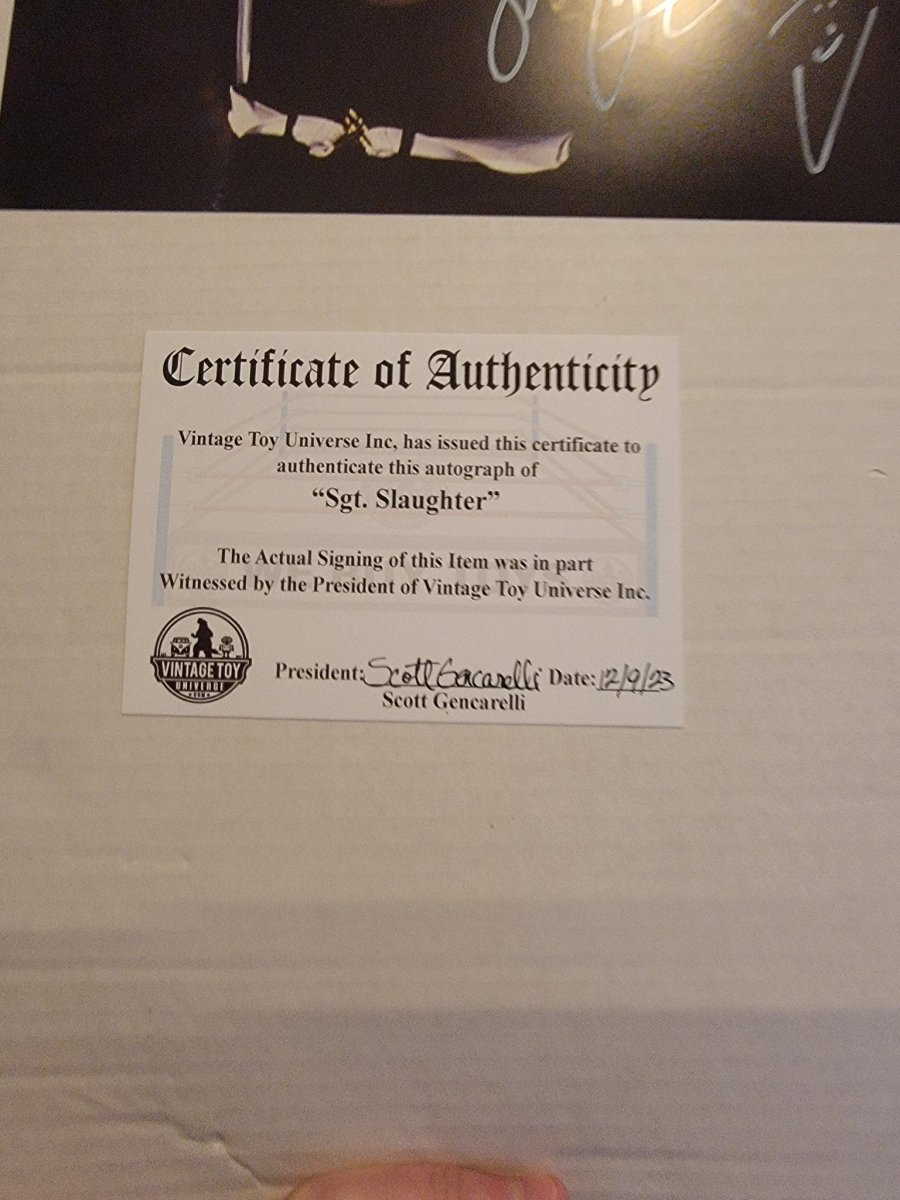 Certificate of Authenticity
Vintage Toy Universe Inc, has issued this certificate to
authenticate this autograph of
“Sgt. Slaughter”
The Actual Signing of this Item was in part
Witnessed by the President of Vintage Toy Universe Inc.
VINTAGE TOY
UNIVERSE
President: Scott Gencarelli Date: 12/9/23
Scott Gencarelli